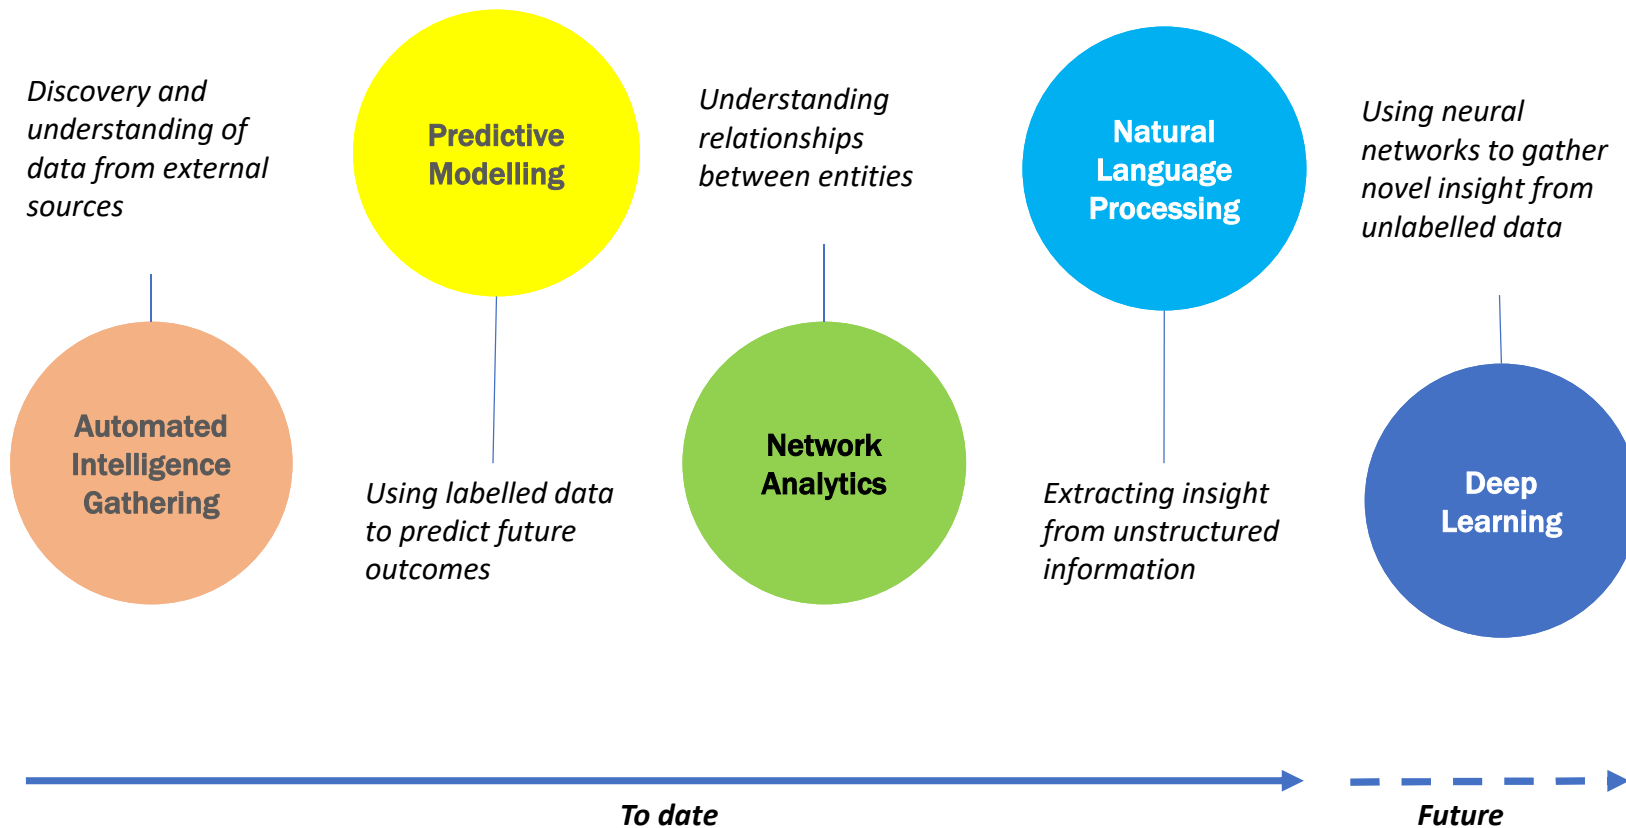 Discovery and
understanding of
data from external
sources
Automated
Intelligence
Gathering
Predictive
Modelling
Using labelled data
to predict future
outcomes
Understanding
relationships
between entities
Network
Analytics
Natural
Language
Processing
Extracting insight
from unstructured
information
Using neural
networks to gather
novel insight from
unlabelled data
Deep
Learning
To date
Future